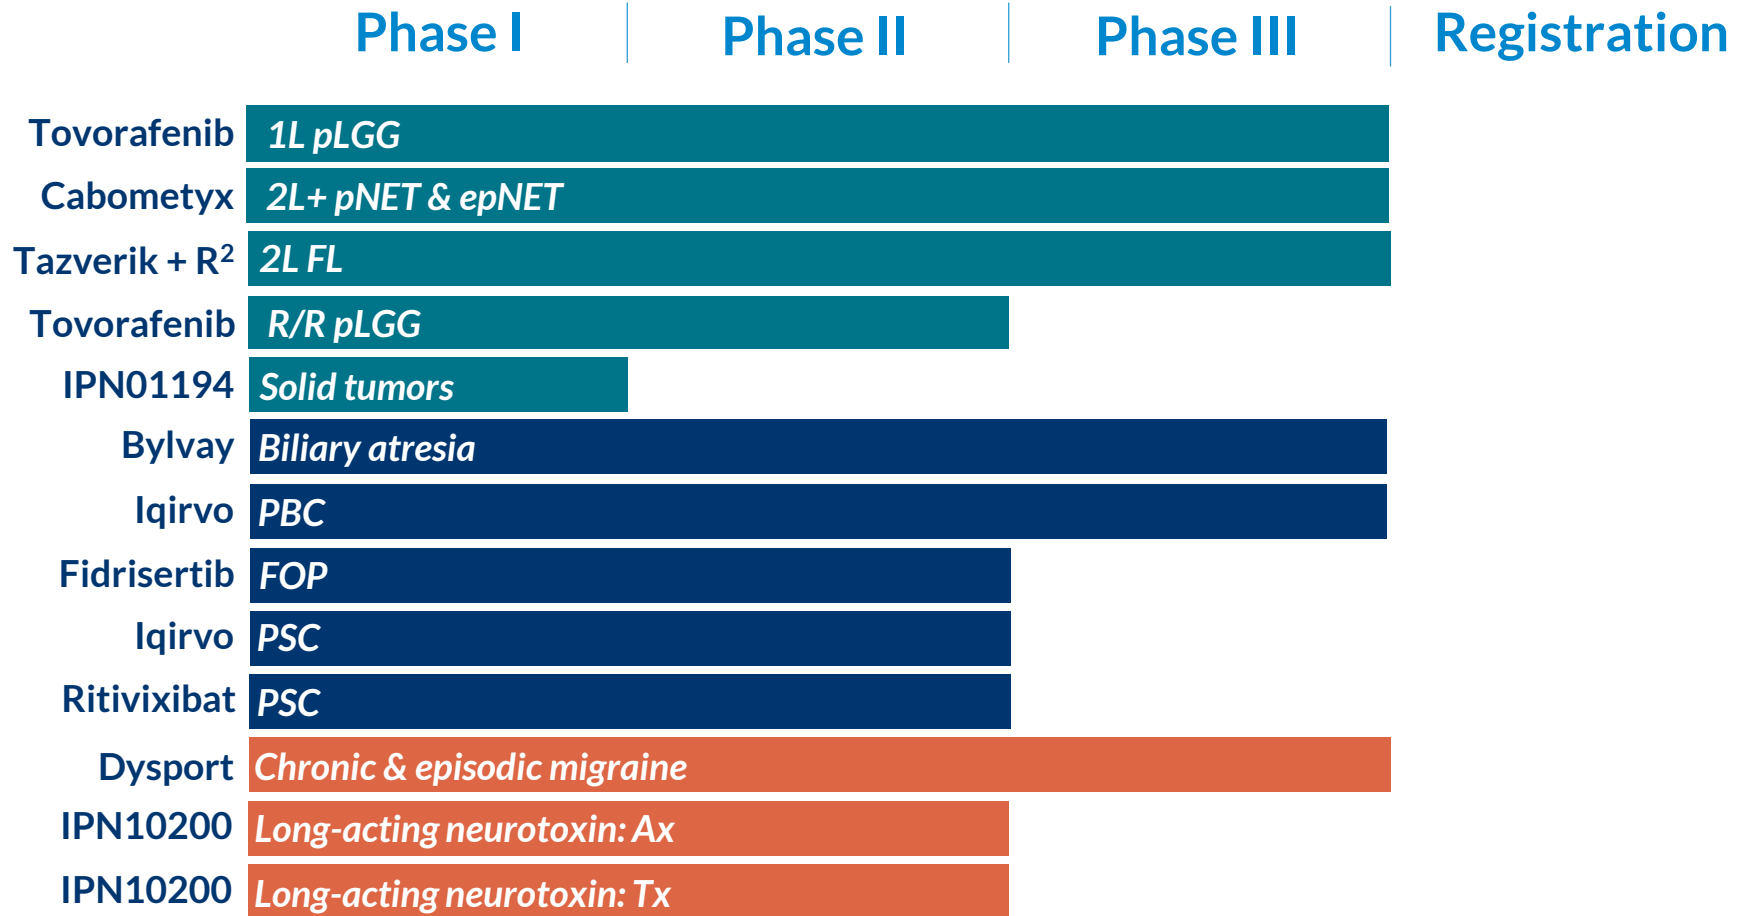 Phase I Phase II Phase III Registration
Tovorafenib 1L pLGG
Cabometyx 2L+ pNET & epNET
Tazverik + R² 2L FL
Tovorafenib R/R pLGG
IPN01194 Solid tumors
Bylvay Biliary atresia
Iqirvo PBC
Fidrisertib FOP
Iqirvo PSC
Ritivixibat PSC
Dysport Chronic & episodic migraine
IPN10200 Long-acting neurotoxin: Ax
IPN10200 Long-acting neurotoxin: Tx